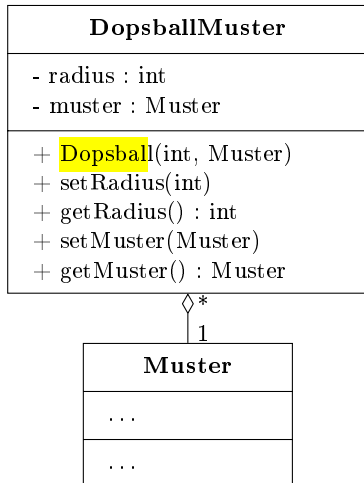 DopsballMuster
- radius : int
- muster : Muster
+ Dopsball(int, Muster)
+ setRadius(int)
+ getRadius() : int
+ setMuster(Muster)
+ getMuster() : Muster
*
1
Muster
...
...